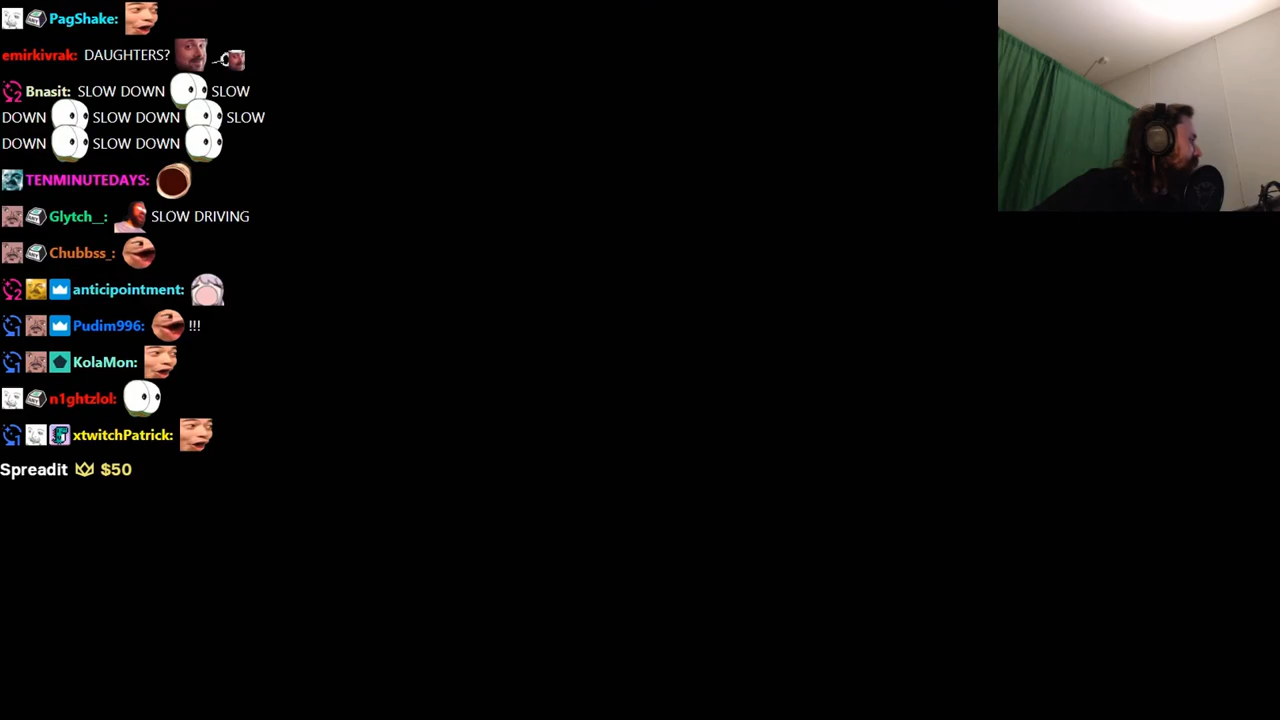 PagShake:
emirkivrak: DAUGHTERS?
Bnasit: SLOW DOWN SLOW
DOWN SLOW DOWN SLOW
DOWN SLOW DOWN
TENMINUTEDAYS:
Glytch__: SLOW DRIVING
Chubbss_:
anticipointment:
Pudim996: !!!
KolaMon:
n1ghtzlol:
xtwitchPatrick:
Spreadit $50